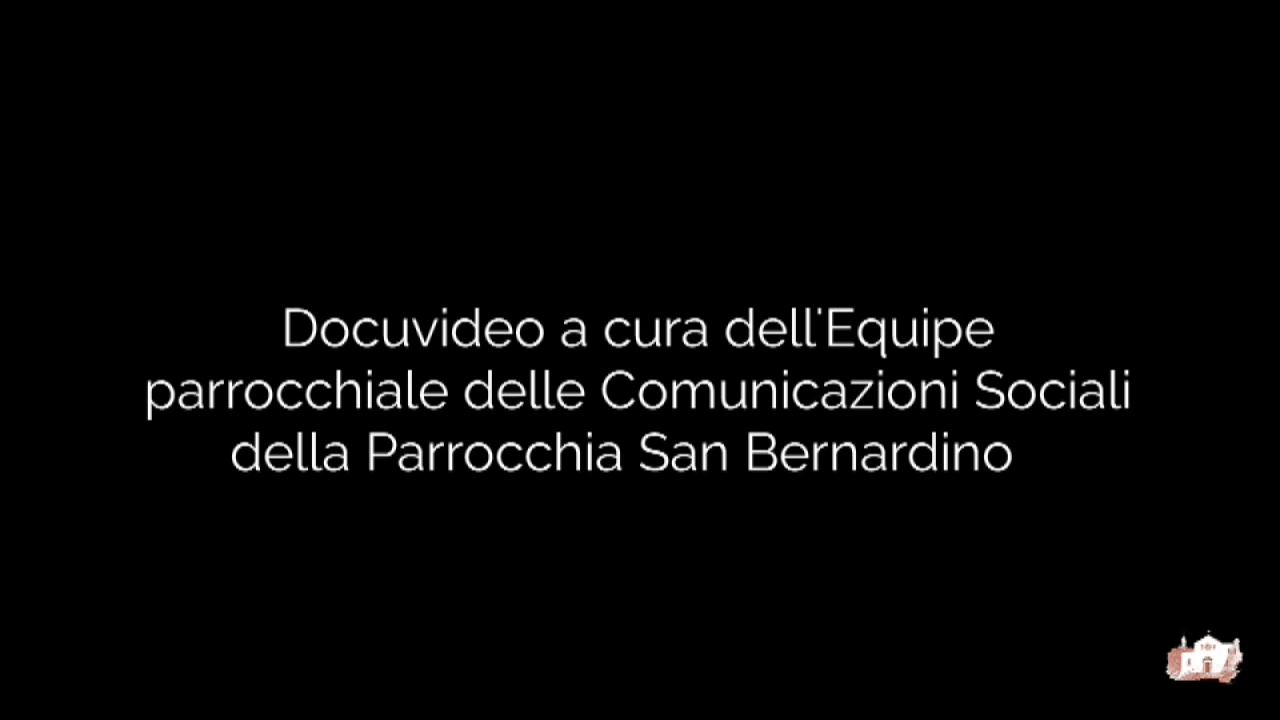 Docuvideo a cura dell'Equipe
parrocchiale delle Comunicazioni Sociali
della Parrocchia San Bernardino